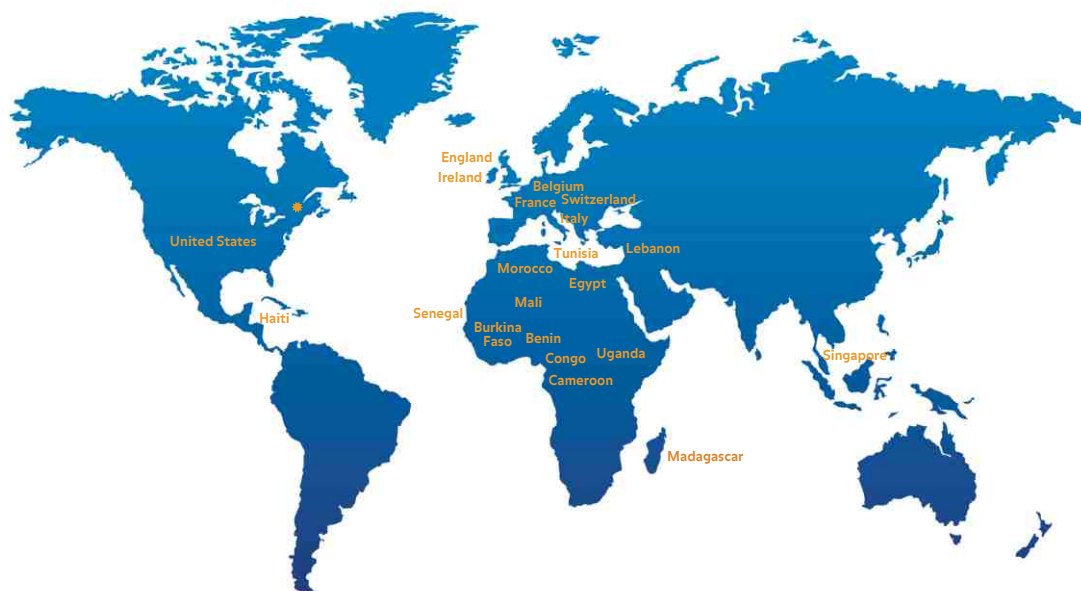 England
Ireland
Belgium
Switzerland
France
Italy
United States
Lebanon
Tunisia
Morocco
Egypt
Mali
Senegal
Haiti
Burkina
Faso
Benin
Uganda
Congo
Singapore
Cameroon
Madagascar